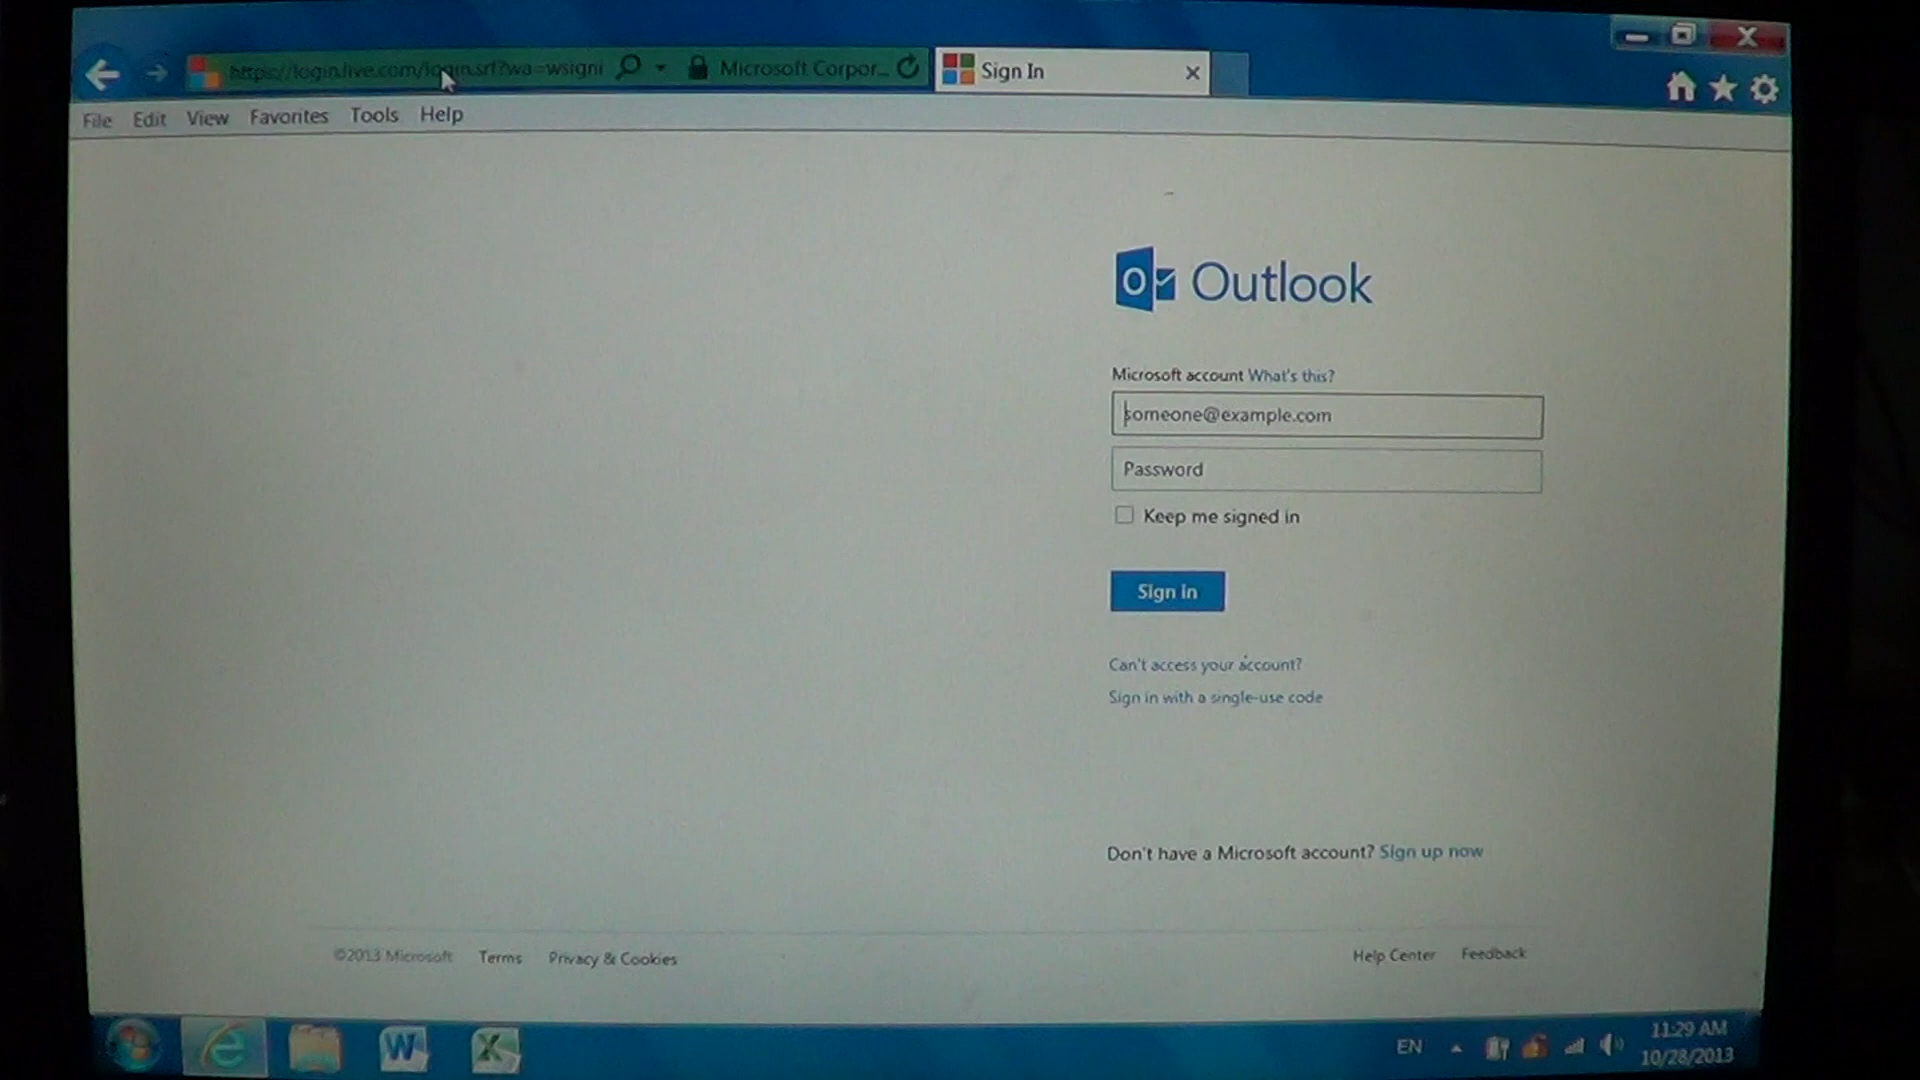 https://login.live.com/login.srf?wa=wsigni
Microsoft Corpor...
Sign In
File Edit View Favorites Tools Help
Outlook
Microsoft account What's this?
someone@example.com
Password
Keep me signed in
Sign in
Can't access your account?
Sign in with a single-use code
Don't have a Microsoft account? Sign up now
©2013 Microsoft Terms Privacy & Cookies
Help Center Feedback
EN
11:29 AM
10/28/2013